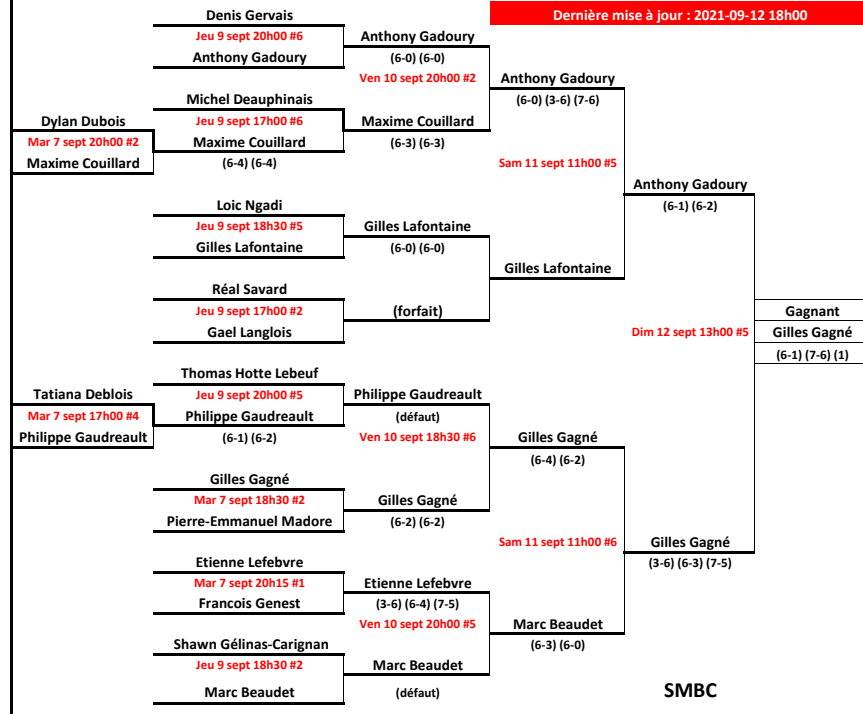 Dernière mise à jour : 2021-09-12 18h00
Denis Gervais
Jeu 9 sept 20h00 #6
Anthony Gadoury
Anthony Gadoury
(6-0) (6-0)
Ven 10 sept 20h00 #2
Anthony Gadoury
(6-0) (3-6) (7-6)
Michel Deauphinais
Jeu 9 sept 17h00 #6
Maxime Couillard
(6-4) (6-4)
Dylan Dubois
Mar 7 sept 20h00 #2
Maxime Couillard
Maxime Couillard
(6-3) (6-3)
Sam 11 sept 11h00 #5
Anthony Gadoury
(6-1) (6-2)
Loic Ngadi
Jeu 9 sept 18h30 #5
Gilles Lafontaine
Gilles Lafontaine
(6-0) (6-0)
Gilles Lafontaine
Réal Savard
Jeu 9 sept 17h00 #2
Gael Langlois
(forfait)
Dim 12 sept 13h00 #5
Gagnant
Gilles Gagné
(6-1) (7-6) (1)
Thomas Hotte Lebeuf
Jeu 9 sept 20h00 #5
Philippe Gaudreault
(6-1) (6-2)
Tatiana Deblois
Mar 7 sept 17h00 #4
Philippe Gaudreault
Philippe Gaudreault
(défaut)
Ven 10 sept 18h30 #6
Gilles Gagné
(6-4) (6-2)
Gilles Gagné
Mar 7 sept 18h30 #2
Pierre-Emmanuel Madore
Gilles Gagné
(6-2) (6-2)
Sam 11 sept 11h00 #6
Gilles Gagné
(3-6) (6-3) (7-5)
Etienne Lefebvre
Mar 7 sept 20h15 #1
Francois Genest
Etienne Lefebvre
(3-6) (6-4) (7-5)
Ven 10 sept 20h00 #5
Marc Beaudet
(6-3) (6-0)
Shawn Gélinas-Carignan
Jeu 9 sept 18h30 #2
Marc Beaudet
Marc Beaudet
(défaut)
SMBC